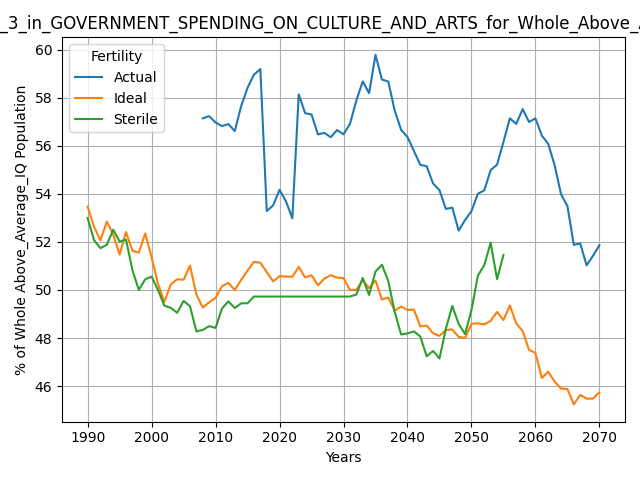 _3_in_GOVERNMENT_SPENDING_ON_CULTURE_AND_ARTS_for_Whole_Above_
Fertility
Actual
Ideal
Sterile
% of Whole Above_Average_IQ Population
60
58
56
54
52
50
48
46
1990 2000 2010 2020 2030 2040 2050 2060 2070
Years